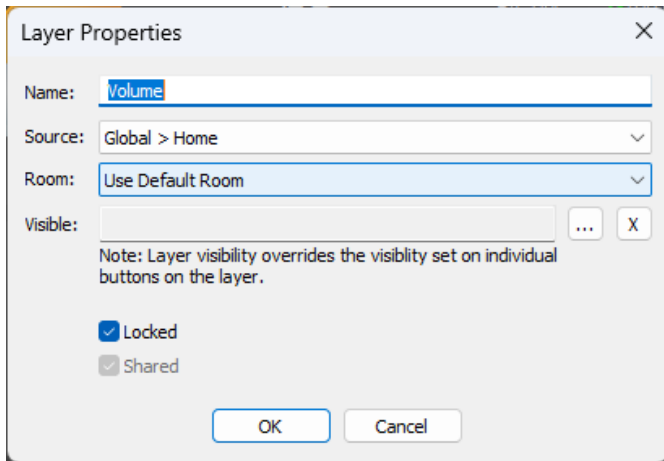 Layer Properties
Name: Volume
Source: Global > Home
Room: Use Default Room
Visible: ... X
Note: Layer visibility overrides the visiblity set on individual
buttons on the layer.
Locked
Shared
OK Cancel